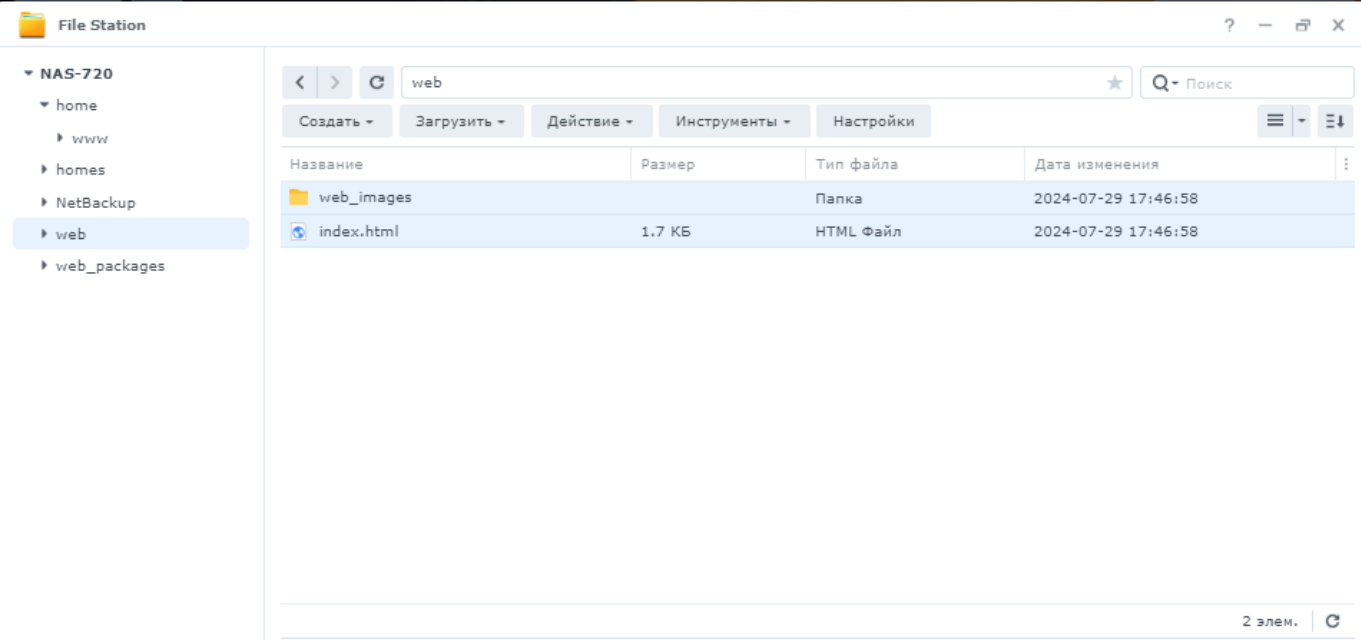 File Station
NAS-720
home
www
homes
NetBackup
web
web_packages
web
Поиск
Создать Загрузить Действие Инструменты Настройки
Название Размер Тип файла Дата изменения
web_images Папка 2024-07-29 17:46:58
index.html 1.7 КБ HTML Файл 2024-07-29 17:46:58
2 элем.